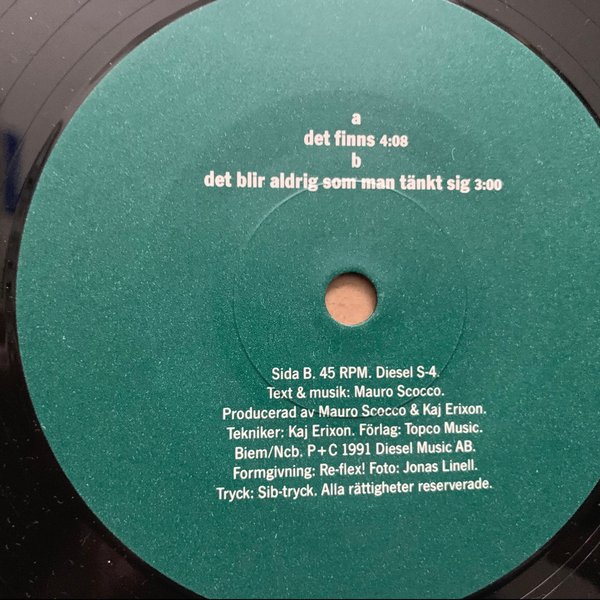 a
det finns 4:08
b
det blir aldrig som man tänkt sig 3:00
Sida B. 45 RPM. Diesel S-4.
Text & musik: Mauro Scocco.
Producerad av Mauro Scocco & Kaj Erixon.
Tekniker: Kaj Erixon. Förlag: Topco Music.
Biem/Ncb. P+C 1991 Diesel Music AB.
Formgivning: Re-flex! Foto: Jonas Linell.
Tryck: Sib-tryck. Alla rättigheter reserverade.